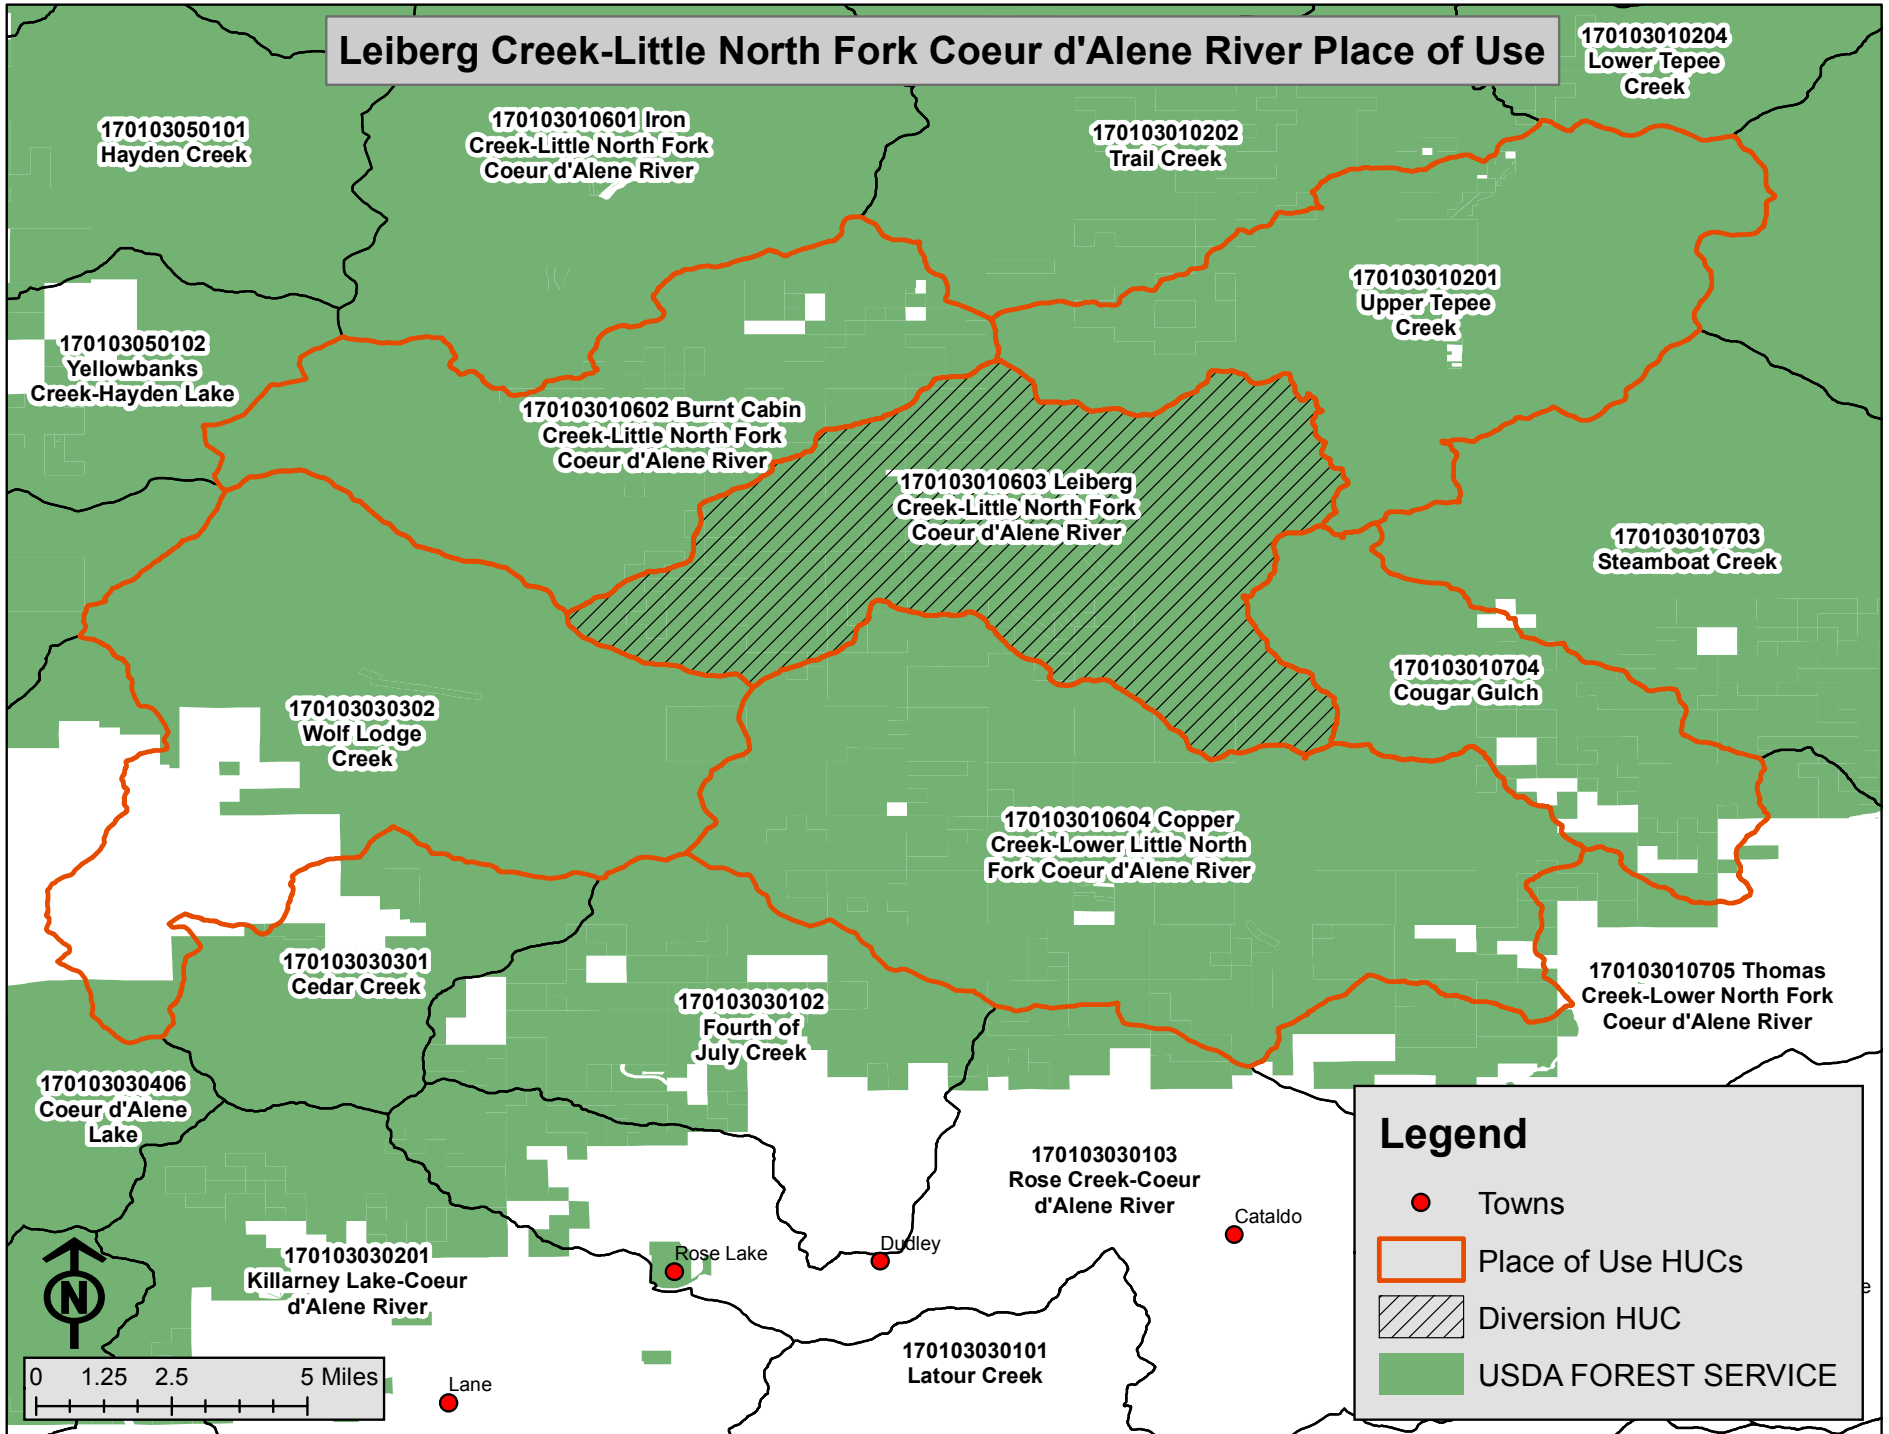 Leiberg Creek-Little North Fork Coeur d'Alene River Place of Use
170103010204
Lower Tepee
Creek
170103050101
Hayden Creek
170103010601 Iron
Creek-Little North Fork
Coeur d'Alene River
170103010202
Trail Creek
170103010201
Upper Tepee
Creek
170103050102
Yellowbanks
Creek-Hayden Lake
170103010602 Burnt Cabin
Creek-Little North Fork
Coeur d'Alene River
170103010603 Leiberg
Creek-Little North Fork
Coeur d'Alene River
170103010703
Steamboat Creek
170103010704
Cougar Gulch
170103030302
Wolf Lodge
Creek
170103010604 Copper
Creek-Lower Little North
Fork Coeur d'Alene River
170103030301
Cedar Creek
170103030102
Fourth of
July Creek
170103010705 Thomas
Creek-Lower North Fork
Coeur d'Alene River
170103030406
Coeur d'Alene
Lake
170103030103
Rose Creek-Coeur
d'Alene River
Cataldo
Dudley
Rose Lake
170103030201
Killarney Lake-Coeur
d'Alene River
170103030101
Latour Creek
Lane
N
0 1.25 2.5 5 Miles
Legend
Towns
Place of Use HUCs
Diversion HUC
USDA FOREST SERVICE